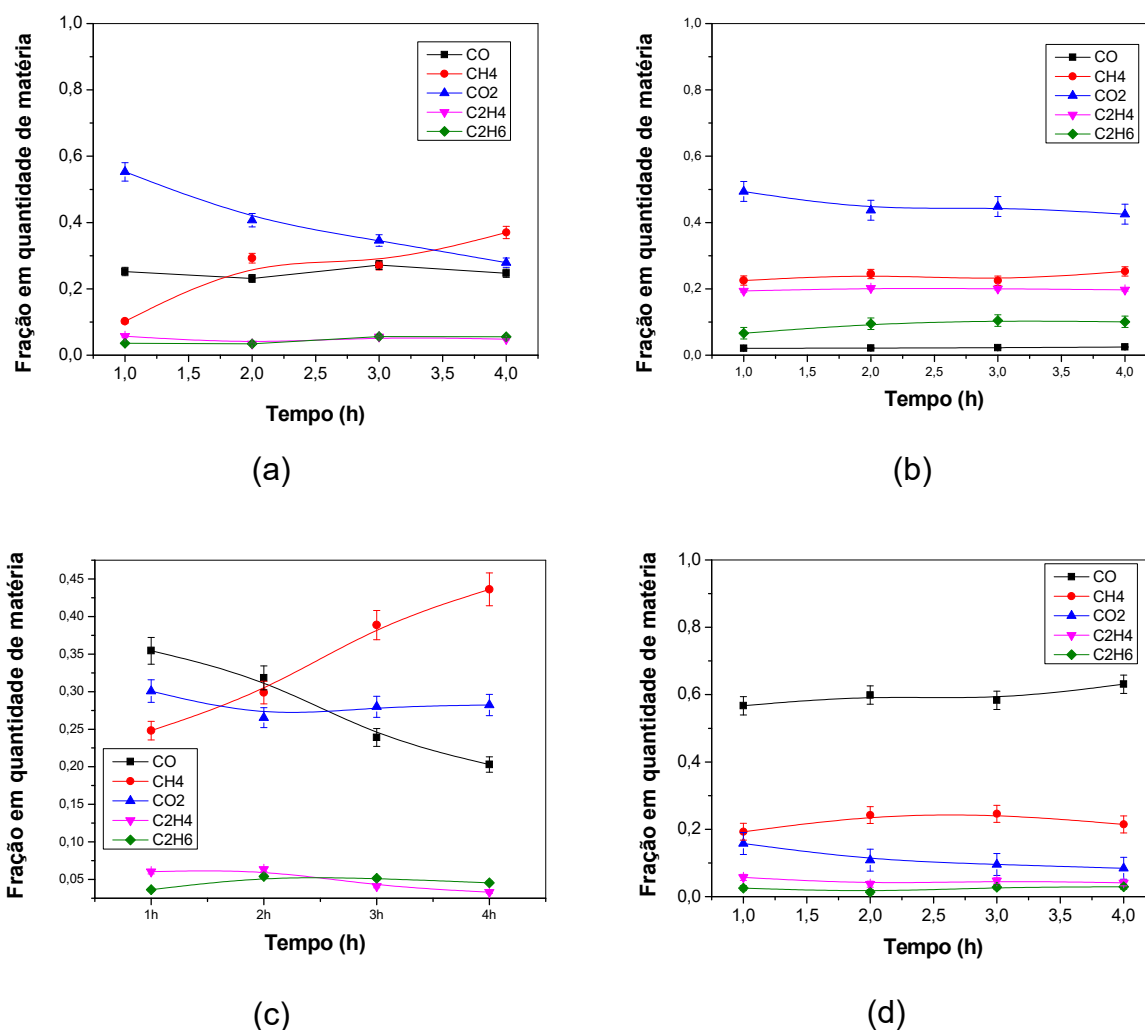 Fração em quantidade de matéria
1,0
0,8
0,6
0,4
0,2
0,0
CO
CH4
CO2
C2H4
C2H6
1,0 1,5 2,0 2,5 3,0 3,5 4,0
Tempo (h)
(a)
Fração em quantidade de matéria
1,0
0,8
0,6
0,4
0,2
0,0
CO
CH4
CO2
C2H4
C2H6
1,0 1,5 2,0 2,5 3,0 3,5 4,0
Tempo (h)
(b)
Fração em quantidade de matéria
0,45
0,40
0,35
0,30
0,25
0,20
0,15
0,10
0,05
CO
CH4
CO2
C2H4
C2H6
1h 2h 3h 4h
Tempo (h)
(c)
Fração em quantidade de matéria
1,0
0,8
0,6
0,4
0,2
0,0
CO
CH4
CO2
C2H4
C2H6
1,0 1,5 2,0 2,5 3,0 3,5 4,0
Tempo (h)
(d)